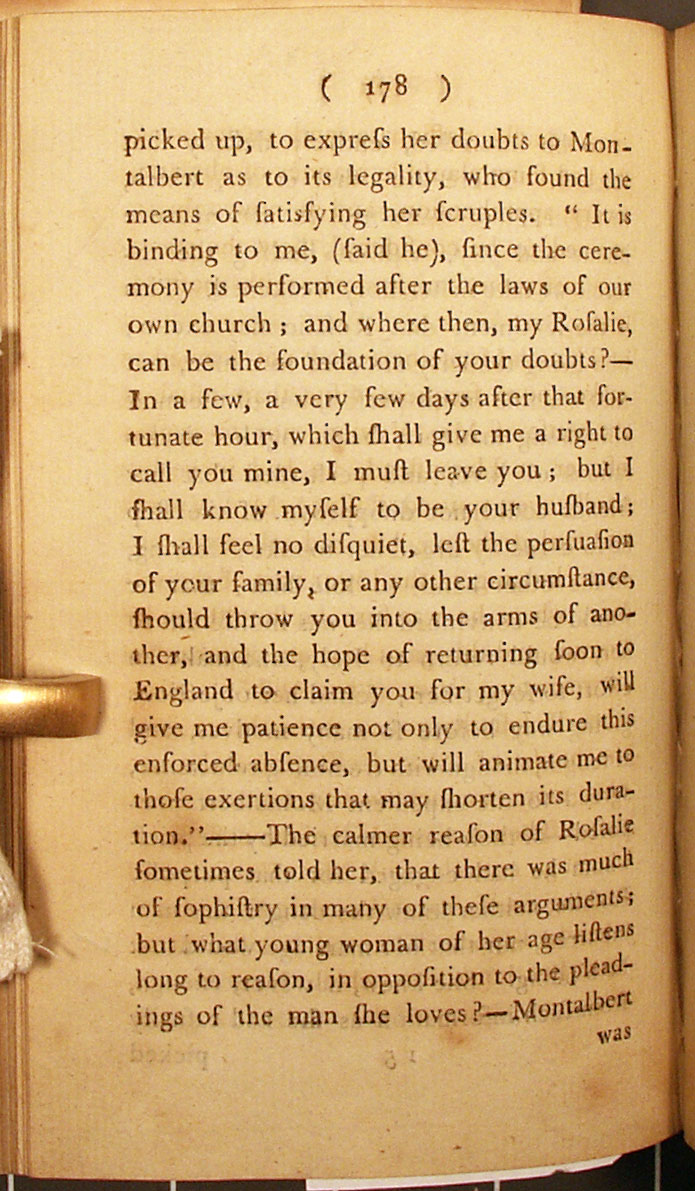 ( 178 )
picked up, to expreſs her doubts to Mon-
talbert as to its legality, who found the
means of ſatisfying her ſcruples. “ It is
binding to me, (ſaid he), ſince the cere-
mony is performed after the laws of our
own church ; and where then, my Roſalie,
can be the foundation of your doubts?—
In a few, a very few days after that for-
tunate hour, which ſhall give me a right to
call you mine, I muſt leave you ; but I
ſhall know myſelf to be your huſband ;
I ſhall feel no diſquiet, leſt the perſuaſion
of your family, or any other circumſtance,
ſhould throw you into the arms of ano-
ther, and the hope of returning ſoon to
England to claim you for my wife, will
give me patience not only to endure this
enforced abſence, but will animate me to
thoſe exertions that may ſhorten its dura-
tion.”——The calmer reaſon of Roſalie
ſometimes told her, that there was much
of ſophiſtry in many of theſe arguments ;
but what young woman of her age liſtens
long to reaſon, in oppoſition to the plead-
ings of the man ſhe loves ?—Montalbert
was